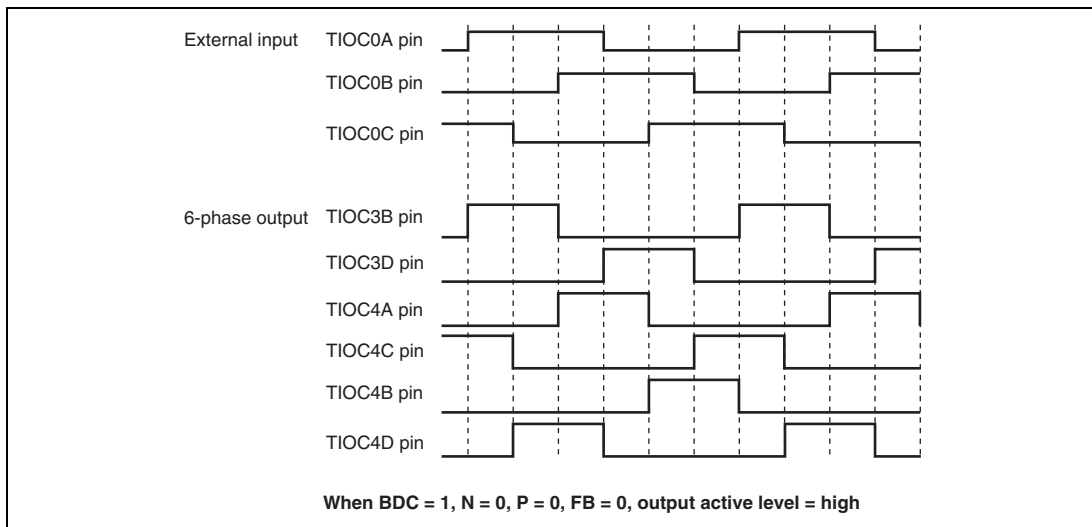 External input TIOC0A pin
TIOC0B pin
TIOC0C pin
6-phase output TIOC3B pin
TIOC3D pin
TIOC4A pin
TIOC4C pin
TIOC4B pin
TIOC4D pin
When BDC = 1, N = 0, P = 0, FB = 0, output active level = high